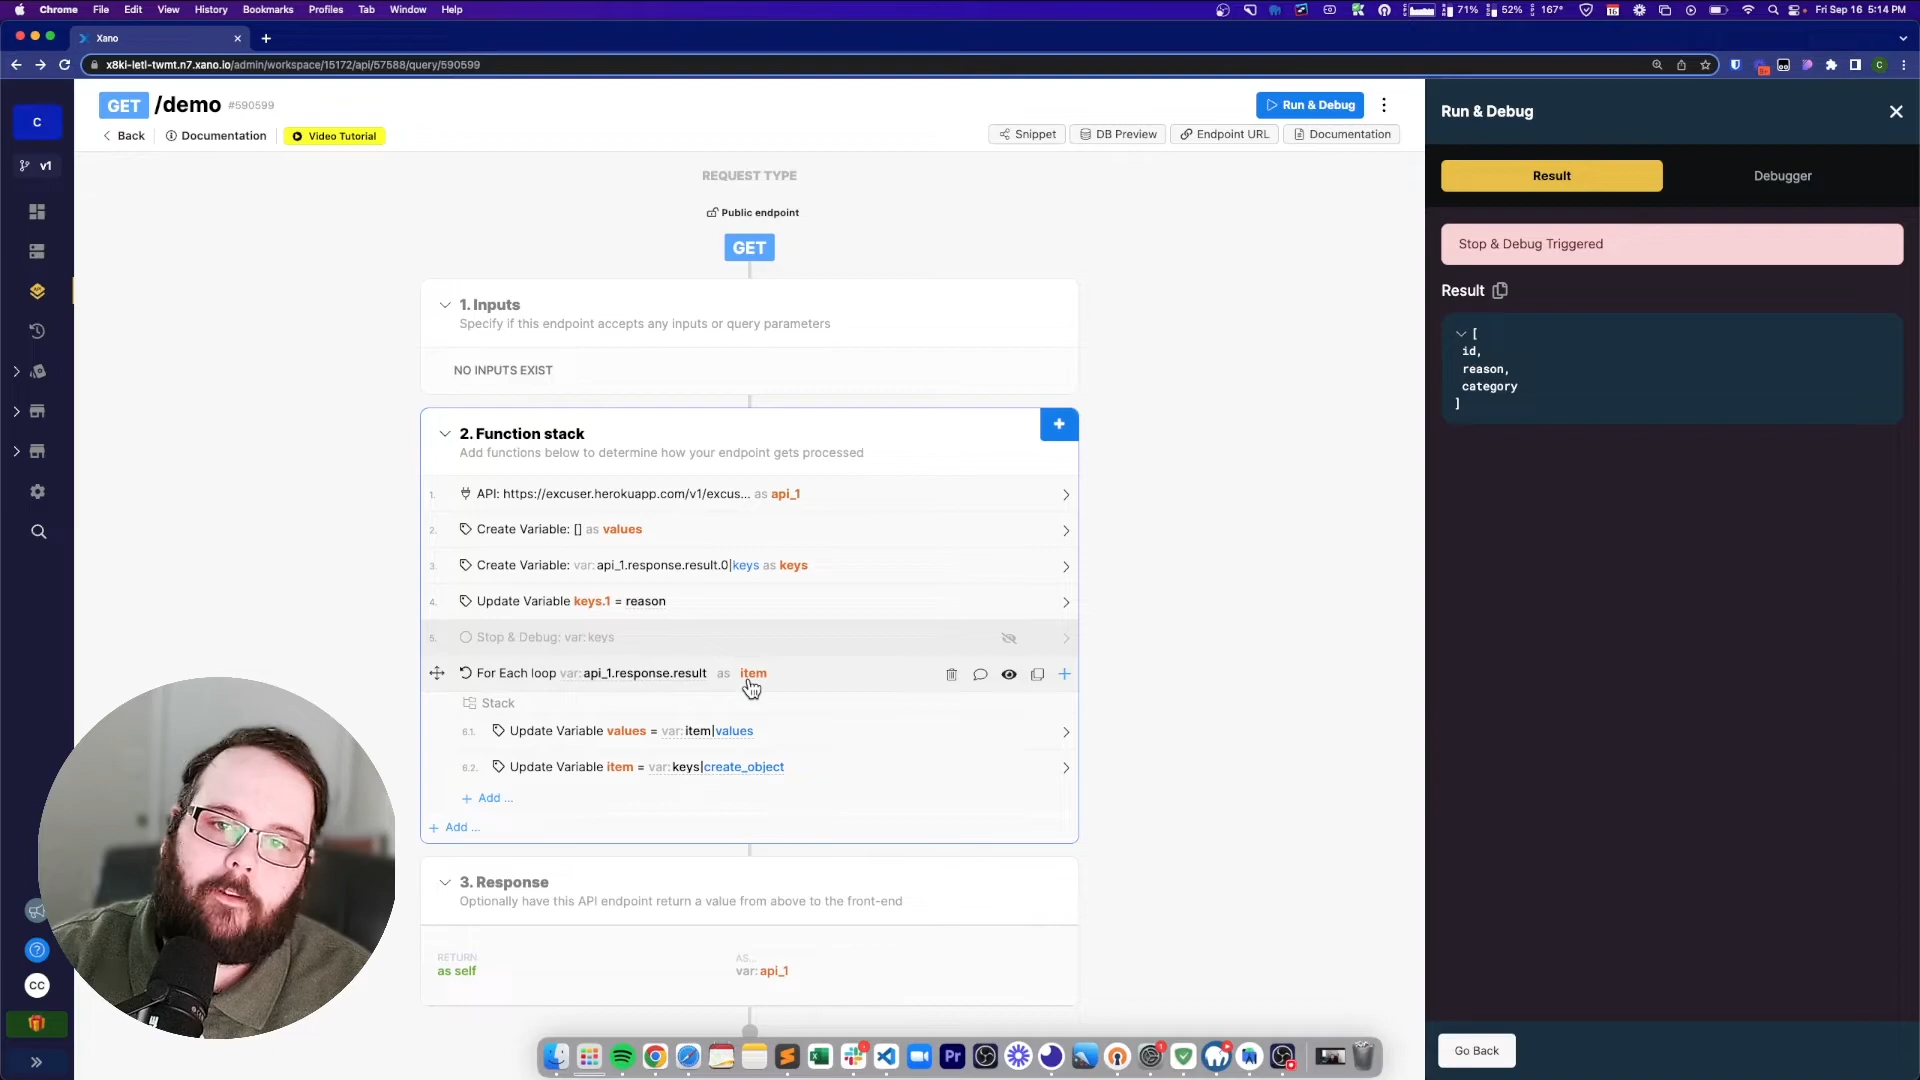 Chrome File Edit View History Bookmarks Profiles Tab Window Help 71% 52% 167° Fri Sep 16 5:14 PM
Xano
x8ki-letl-twmt.n7.xano.io/admin/workspace/15172/api/57588/query/590599
C
v1
GET /demo #590599
Run & Debug
Back Documentation Video Tutorial
Snippet DB Preview Endpoint URL Documentation
REQUEST TYPE
Public endpoint
GET
1. Inputs
Specify if this endpoint accepts any inputs or query parameters
NO INPUTS EXIST
2. Function stack
Add functions below to determine how your endpoint gets processed
1. API: https://excuser.herokuapp.com/v1/excus... as api_1
2. Create Variable: [] as values
3. Create Variable: var: api_1.response.result.0|keys as keys
4. Update Variable keys.1 = reason
5. Stop & Debug: var: keys
For Each loop var: api_1.response.result as item
Stack
6.1. Update Variable values = var: item|values
6.2. Update Variable item = var: keys|create_object
+ Add ...
+ Add ...
3. Response
Optionally have this API endpoint return a value from above to the front-end
RETURN AS...
as self var: api_1
CC
Run & Debug
Result Debugger
Stop & Debug Triggered
Result
[
id,
reason,
category
]
Go Back